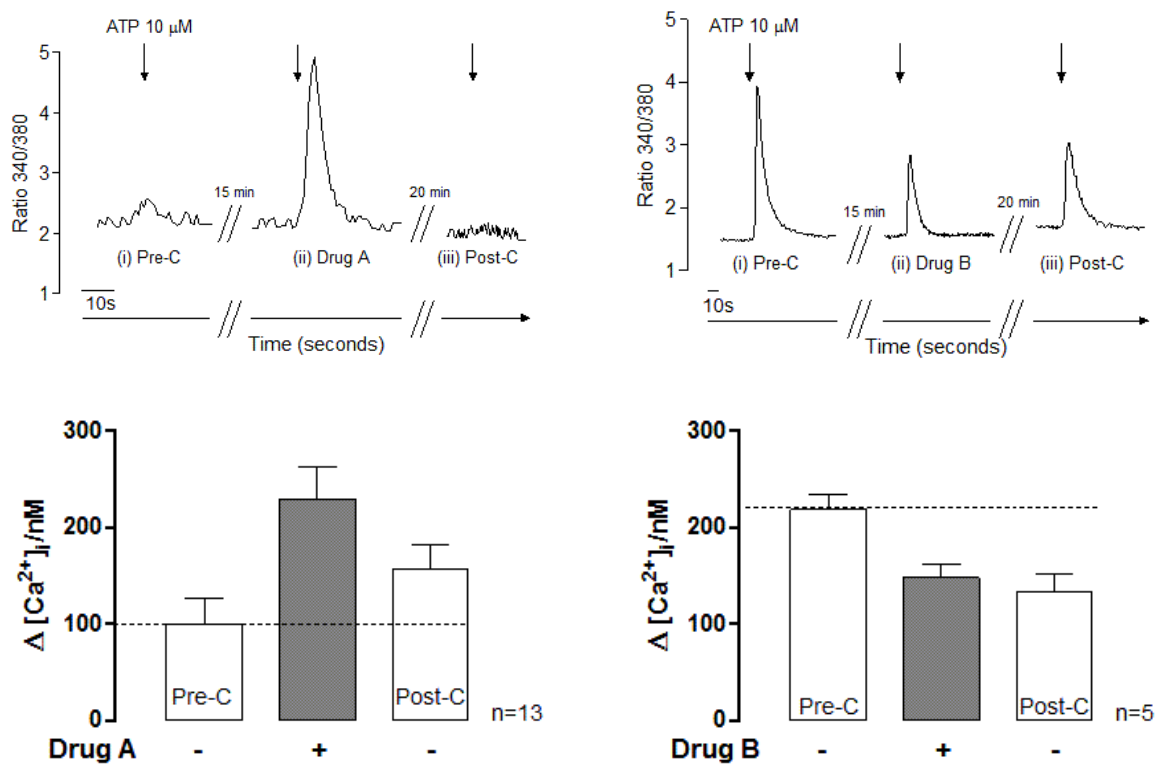 ATP 10 μM
Ratio 340/380
5
4
3
2
1
15 min
20 min
(i) Pre-C
(ii) Drug A
(iii) Post-C
10s
Time (seconds)
ATP 10 μM
Ratio 340/380
5
4
3
2
1
15 min
20 min
(i) Pre-C
(ii) Drug B
(iii) Post-C
10s
Time (seconds)
Δ [Ca²⁺]ᵢ/nM
300
200
100
0
Pre-C
Post-C
n=13
Drug A - + -
Δ [Ca²⁺]ᵢ/nM
300
200
100
0
Pre-C
Post-C
n=5
Drug B - + -